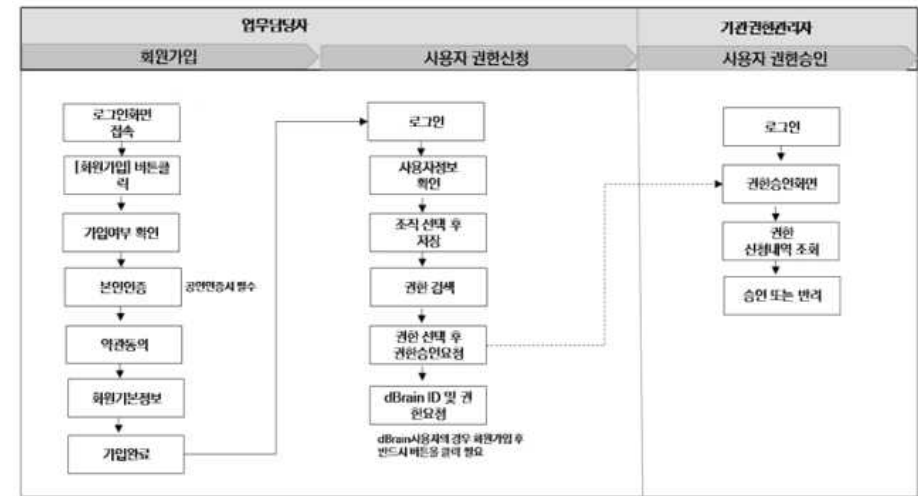 업무담당자
기관권한관리자
회원가입
사용자 권한신청
사용자 권한승인
로그인화면
접속
[회원가입] 버튼클
릭
가입여부 확인
본인인증
공인인증서 필수
약관동의
회원기본정보
가입완료
로그인
사용자정보
확인
조직 선택 후
저장
권한 검색
권한 선택 후
권한승인요청
dBrain ID 및 권
한요청
dBrain사용자의 경우 회원가입 후
반드시 버튼을 클릭 필요
로그인
권한승인화면
권한
신청내역 조회
승인 또는 반려